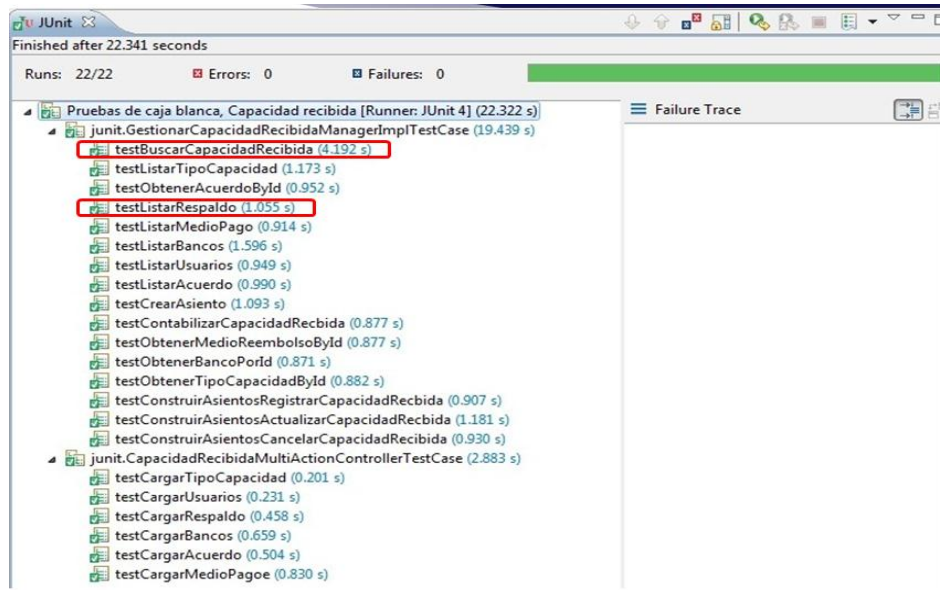 JUnit
Finished after 22.341 seconds
Runs: 22/22 Errors: 0 Failures: 0
Pruebas de caja blanca, Capacidad recibida [Runner: JUnit 4] (22.322 s)
Failure Trace
junit.GestionarCapacidadRecibidaManagerImplTestCase (19.439 s)
testBuscarCapacidadRecibida (4.192 s)
testListarTipoCapacidad (1.173 s)
testObtenerAcuerdoById (0.952 s)
testListarRespaldo (1.055 s)
testListarMedioPago (0.914 s)
testListarBancos (1.596 s)
testListarUsuarios (0.949 s)
testListarAcuerdo (0.990 s)
testCrearAsiento (1.093 s)
testContabilizarCapacidadRecbida (0.877 s)
testObtenerMedioReembolsoById (0.877 s)
testObtenerBancoPorId (0.871 s)
testObtenerTipoCapacidadById (0.882 s)
testConstruirAsientosRegistrarCapacidadRecbida (0.907 s)
testConstruirAsientosActualizarCapacidadRecbida (1.181 s)
testConstruirAsientosCancelarCapacidadRecibida (0.930 s)
junit.CapacidadRecibidaMultiActionControllerTestCase (2.883 s)
testCargarTipoCapacidad (0.201 s)
testCargarUsuarios (0.231 s)
testCargarRespaldo (0.458 s)
testCargarBancos (0.659 s)
testCargarAcuerdo (0.504 s)
testCargarMedioPagoe (0.830 s)